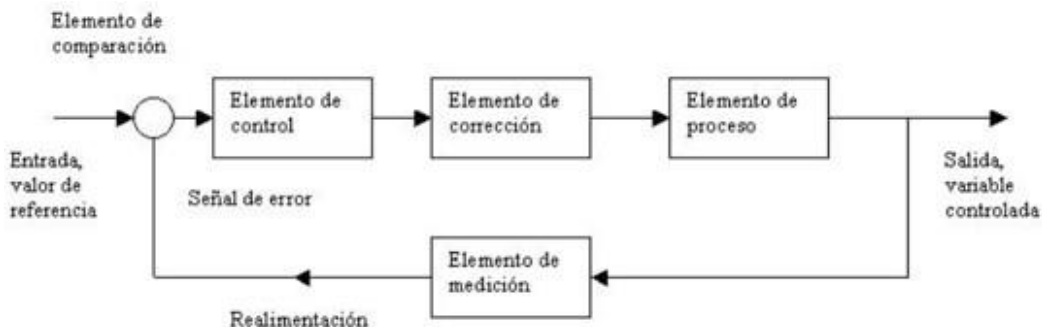 Elemento de
comparación
Elemento de
control
Elemento de
corrección
Elemento de
proceso
Entrada,
valor de
referencia
Señal de error
Salida,
variable
controlada
Elemento de
medición
Realimentación